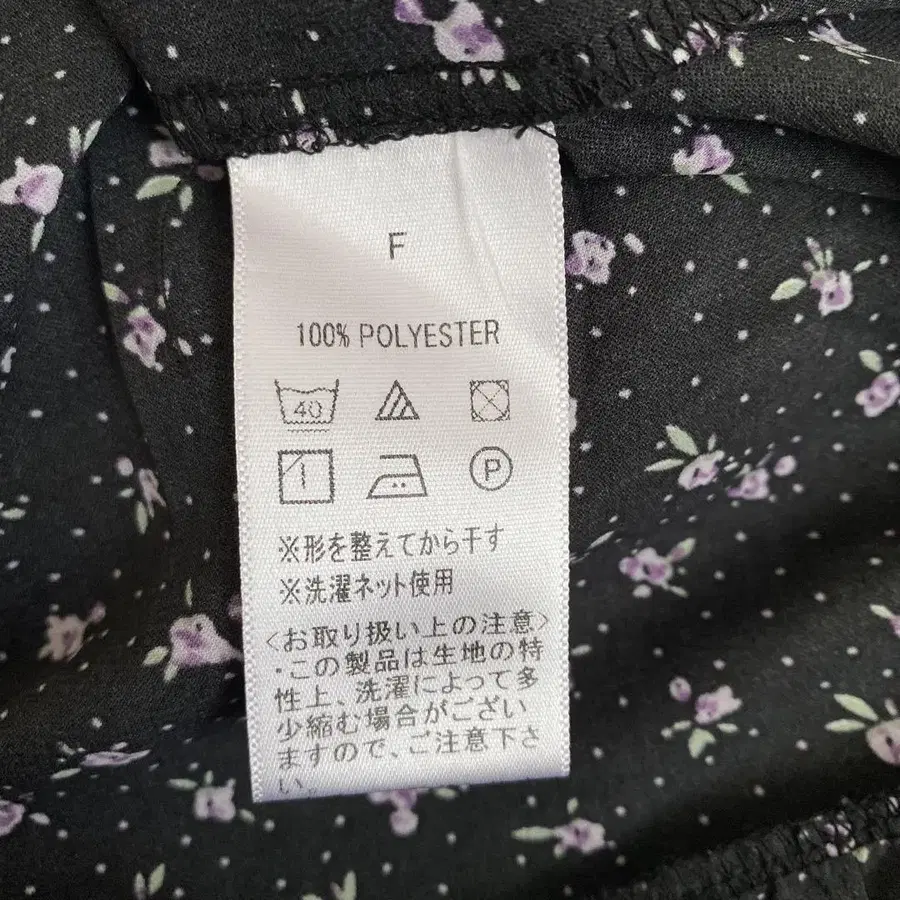 F
100% POLYESTER
40
P
※形を整えてから干す
※洗濯ネット使用
〈お取り扱い上の注意〉
・この製品は生地の特
性上、洗濯によって多
少縮む場合がござい
ますので、ご注意下さ
い。